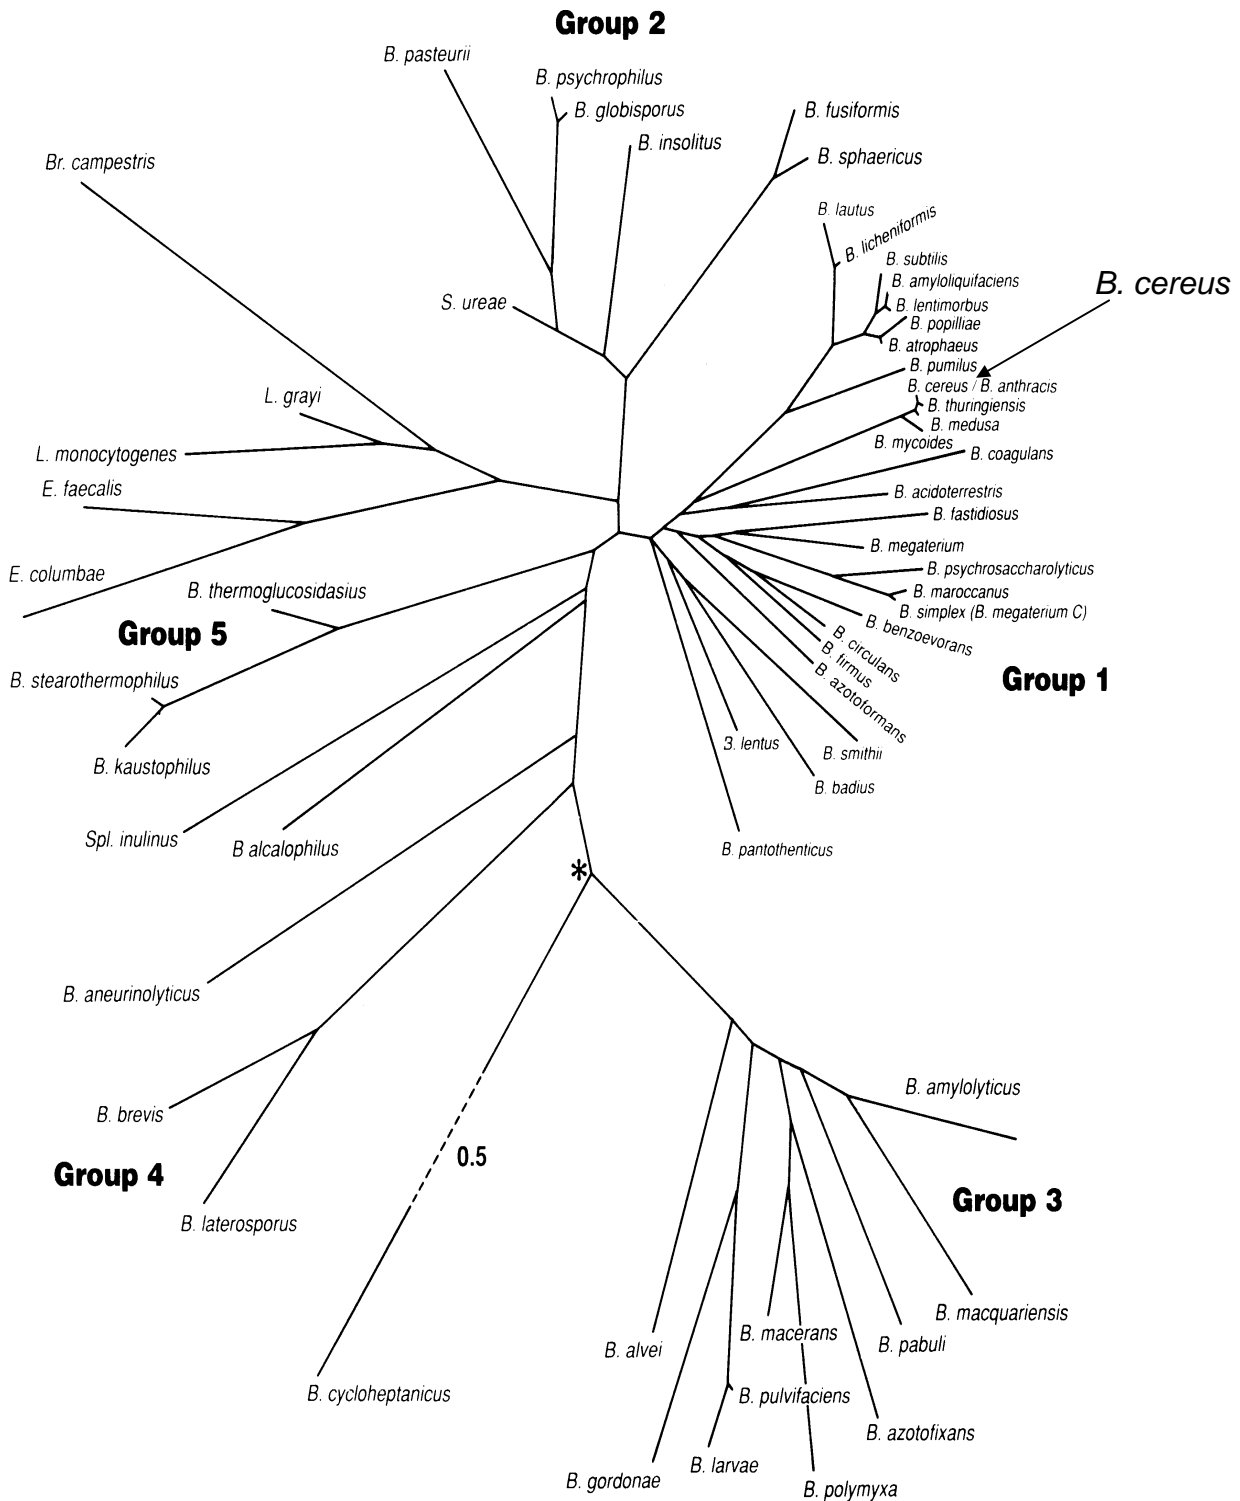 Group 2
B. pasteurii
B. psychrophilus
B. globisporus
B. insolitus
B. fusiformis
B. sphaericus
Br. campestris
B. lautus
B. licheniformis
B. subtilis
B. amyloliquifaciens
B. cereus
S. ureae
B. lentimorbus
B. popilliae
B. atrophaeus
B. pumilus
B. cereus / B. anthracis
L. grayi
B. thuringiensis
B. medusa
B. mycoides
L. monocytogenes
B. coagulans
E. faecalis
B. acidoterrestris
B. fastidiosus
B. megaterium
E. columbae
B. psychrosaccharolyticus
B. thermoglucosidasius
B. maroccanus
B. simplex (B. megaterium C)
Group 5
B. benzoevorans
B. circulans
B. firmus
B. azotoformans
Group 1
B. stearothermophilus
B. lentus
B. smithii
B. kaustophilus
B. badius
Spl. inulinus
B alcalophilus
B. pantothenticus
*
B. aneurinolyticus
B. amylolyticus
B. brevis
0.5
Group 4
Group 3
B. laterosporus
B. macquariensis
B. macerans
B. pabuli
B. alvei
B. cycloheptanicus
B. pulvifaciens
B. azotofixans
B. larvae
B. gordonae
B. polymyxa